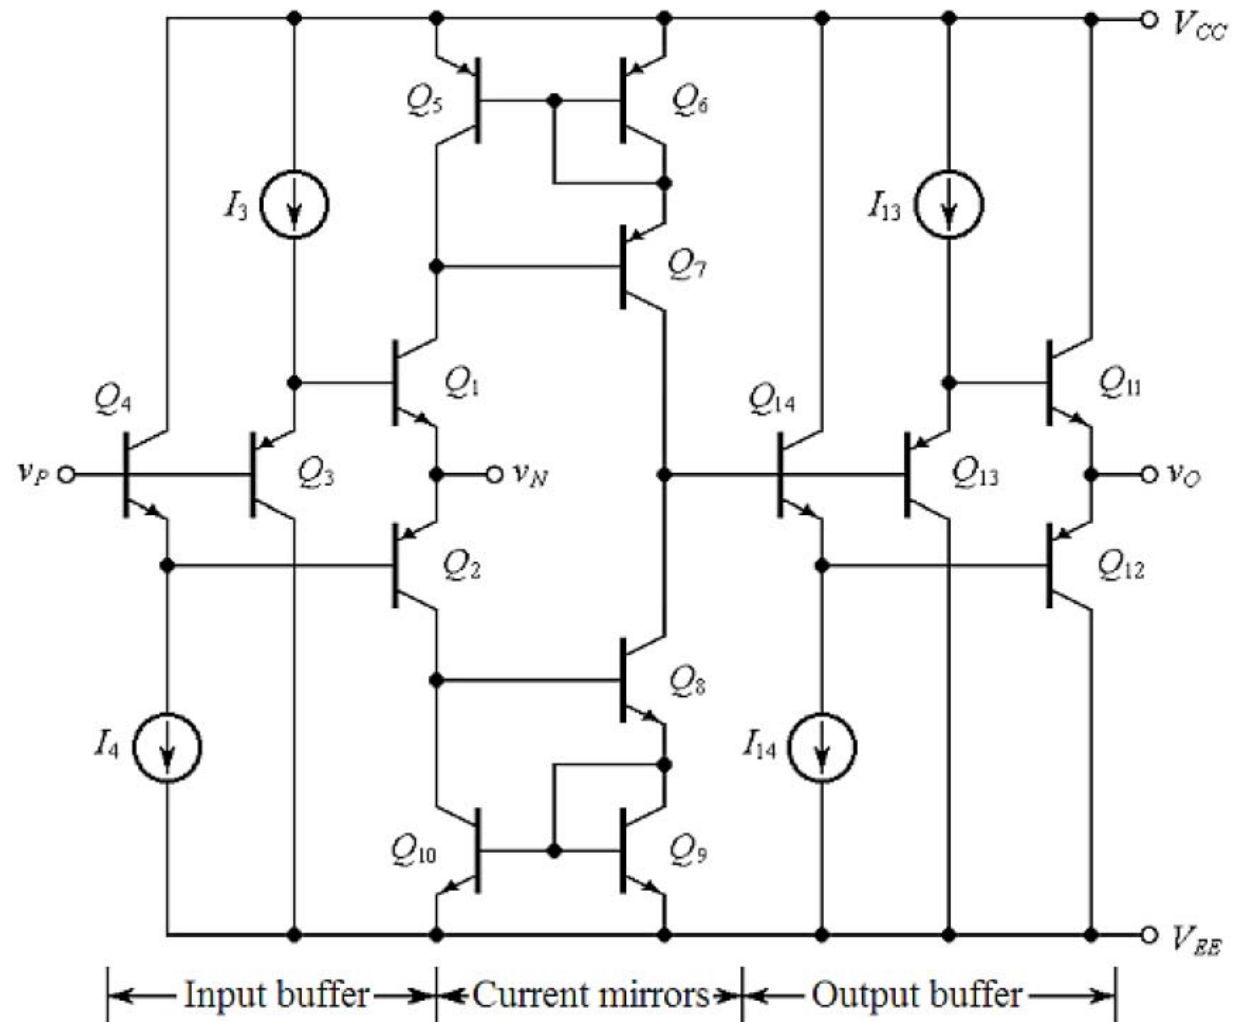 V_CC
Q_5
Q_6
I_3
I_13
Q_7
Q_4
Q_1
Q_14
Q_11
v_P
Q_3
v_N
Q_13
v_O
Q_2
Q_12
Q_8
I_4
I_14
Q_10
Q_9
V_EE
Input buffer
Current mirrors
Output buffer